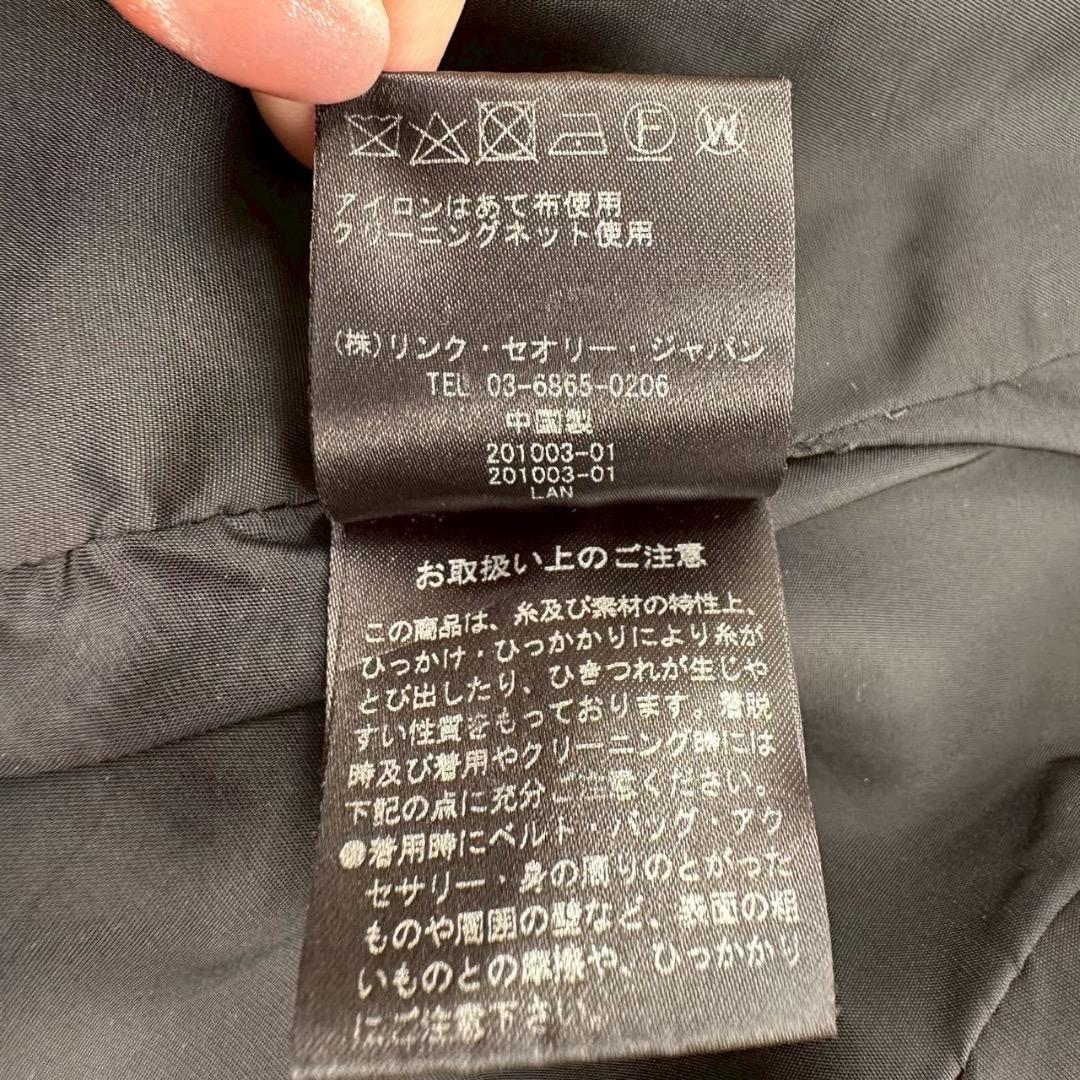 F W
アイロンはあて布使用
クリーニングネット使用
(株)リンク・セオリー・ジャパン
TEL 03-6865-0206
中国製
201003-01
201003-01
LAN
お取扱い上のご注意
この商品は、糸及び素材の特性上、
ひっかけ・ひっかかりにより糸が
とび出したり、ひきつれが生じや
すい性質をもっております。着脱
時及び着用やクリーニング時には
下記の点に充分ご注意ください。
●着用時にベルト・バッグ・アク
セサリー・身の周りのとがった
ものや周囲の壁など、表面の粗
いものとの摩擦や、ひっかかり
にご注意下さい。